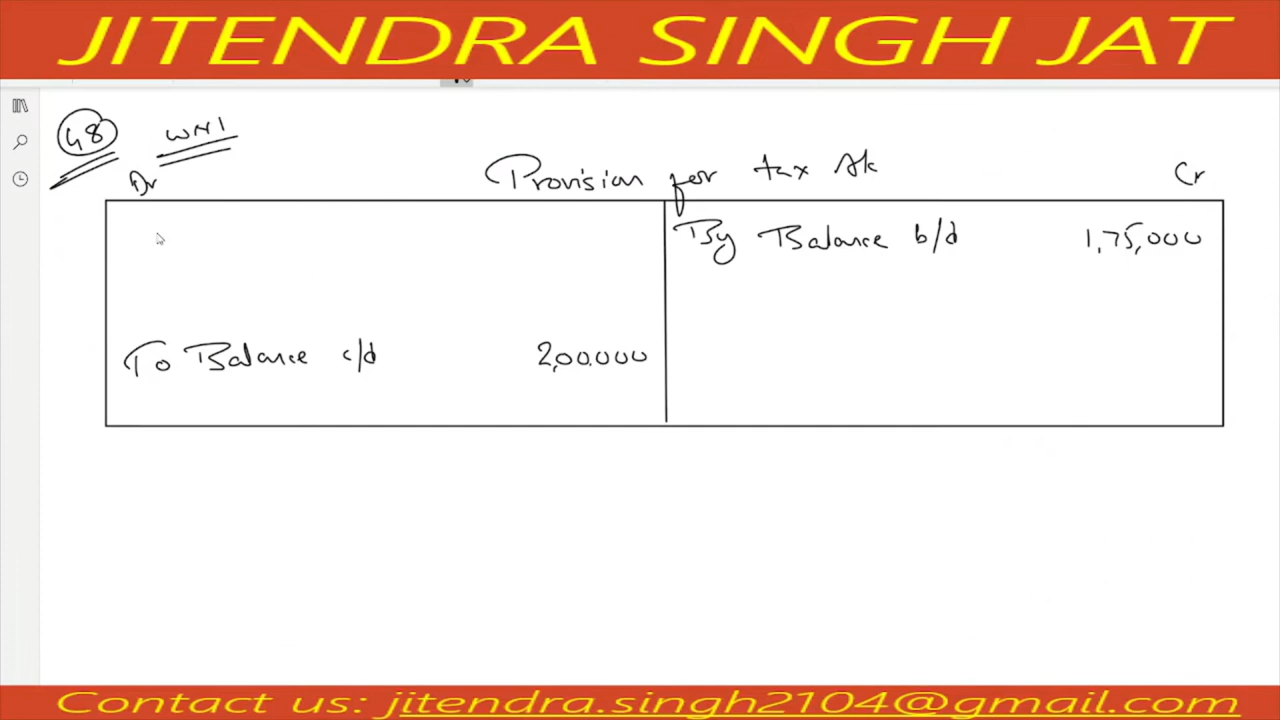 JITENDRA SINGH JAT
48 WN1
Dr Provision for tax A/c Cr
By Balance b/d 1,75,000
To Balance c/d 2,00,000
Contact us: jitendra.singh2104@gmail.com